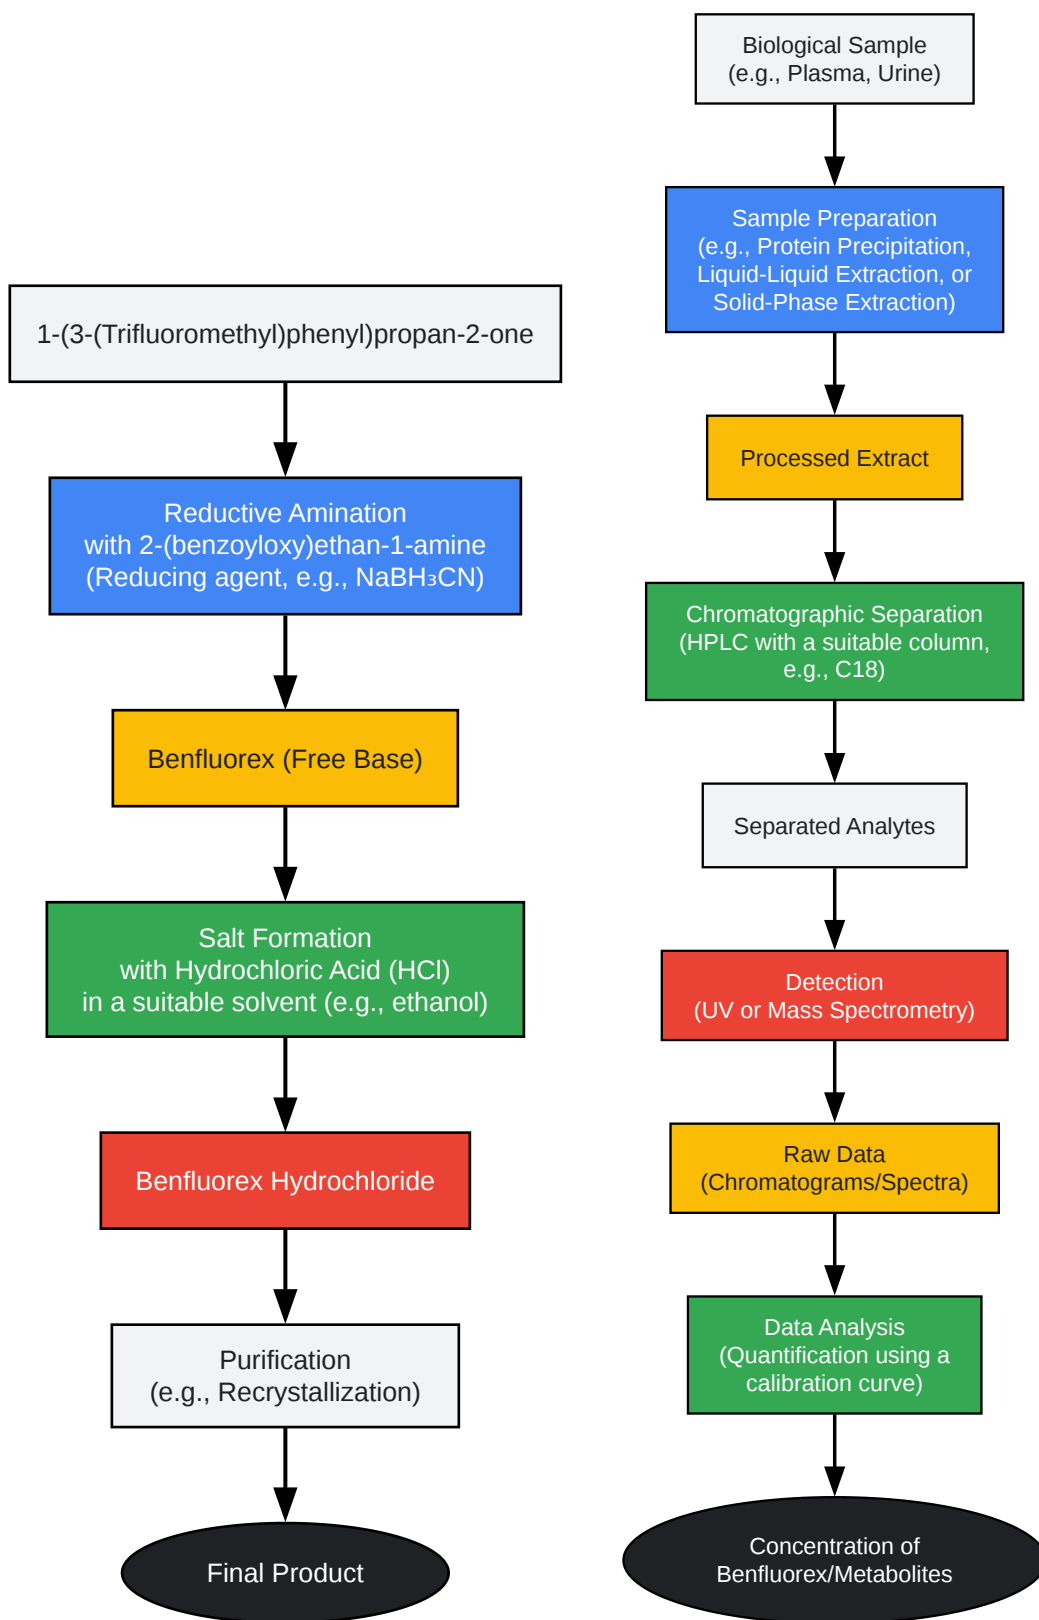 1-(3-(Trifluoromethyl)phenyl)propan-2-one
Reductive Amination
with 2-(benzoyloxy)ethan-1-amine
(Reducing agent, e.g., NaBH₃CN)
Benfluorex (Free Base)
Salt Formation
with Hydrochloric Acid (HCl)
in a suitable solvent (e.g., ethanol)
Benfluorex Hydrochloride
Purification
(e.g., Recrystallization)
Final Product
Biological Sample
(e.g., Plasma, Urine)
Sample Preparation
(e.g., Protein Precipitation,
Liquid-Liquid Extraction, or
Solid-Phase Extraction)
Processed Extract
Chromatographic Separation
(HPLC with a suitable column,
e.g., C18)
Separated Analytes
Detection
(UV or Mass Spectrometry)
Raw Data
(Chromatograms/Spectra)
Data Analysis
(Quantification using a
calibration curve)
Concentration of
Benfluorex/Metabolites